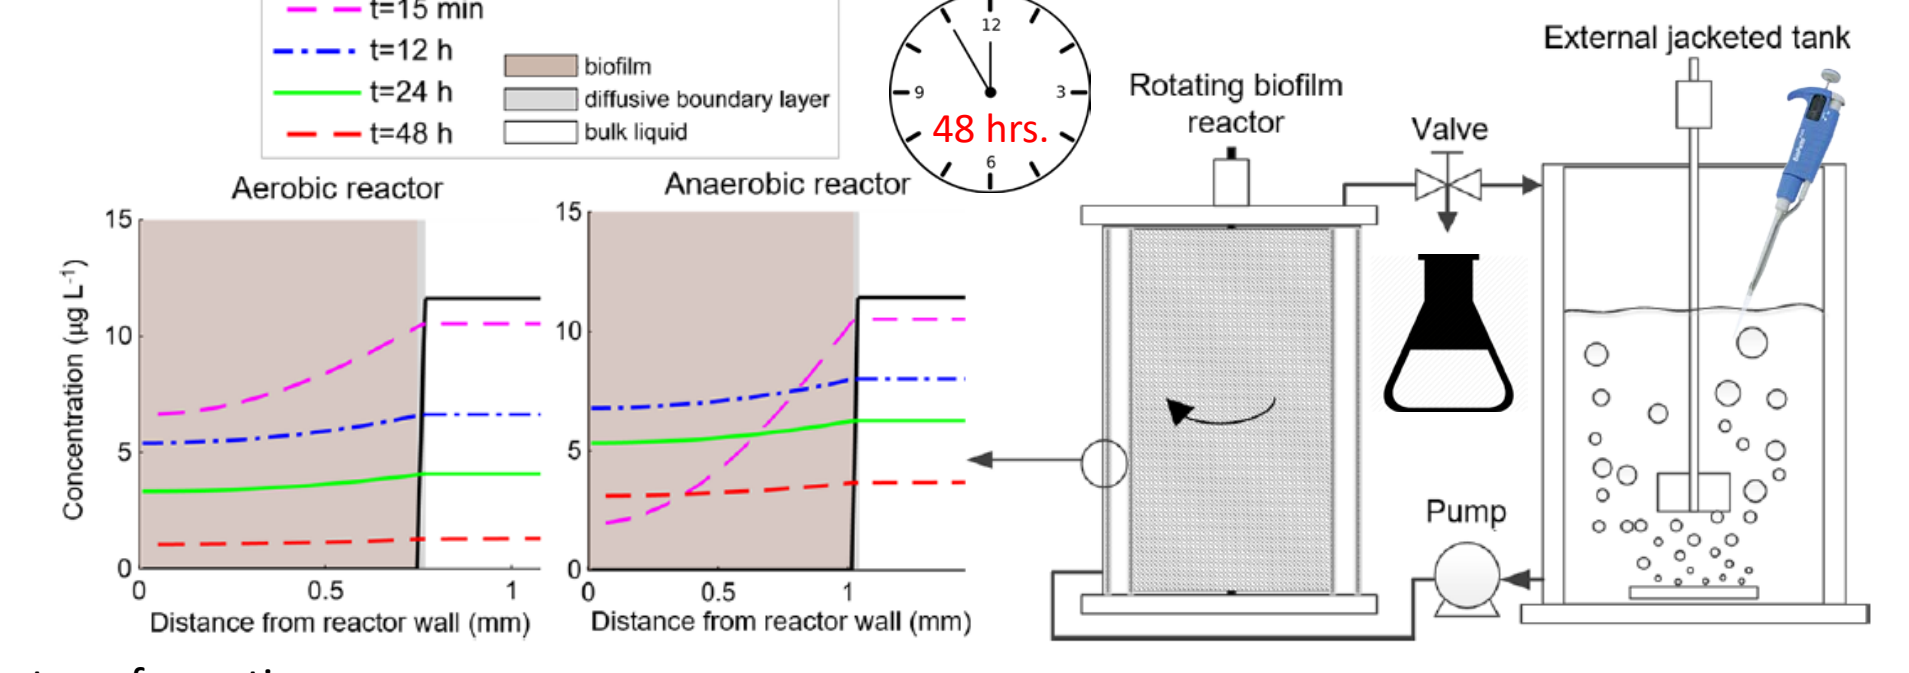 t=15 min
t=12 h
t=24 h
t=48 h
biofilm
diffusive boundary layer
bulk liquid
12
9
3
48 hrs.
6
Aerobic reactor
15
10
5
0
0
0.5
1
Concentration (µg L-1)
Distance from reactor wall (mm)
Anaerobic reactor
15
10
5
0
0
0.5
1
Distance from reactor wall (mm)
Rotating biofilm
reactor
Valve
External jacketed tank
Pump